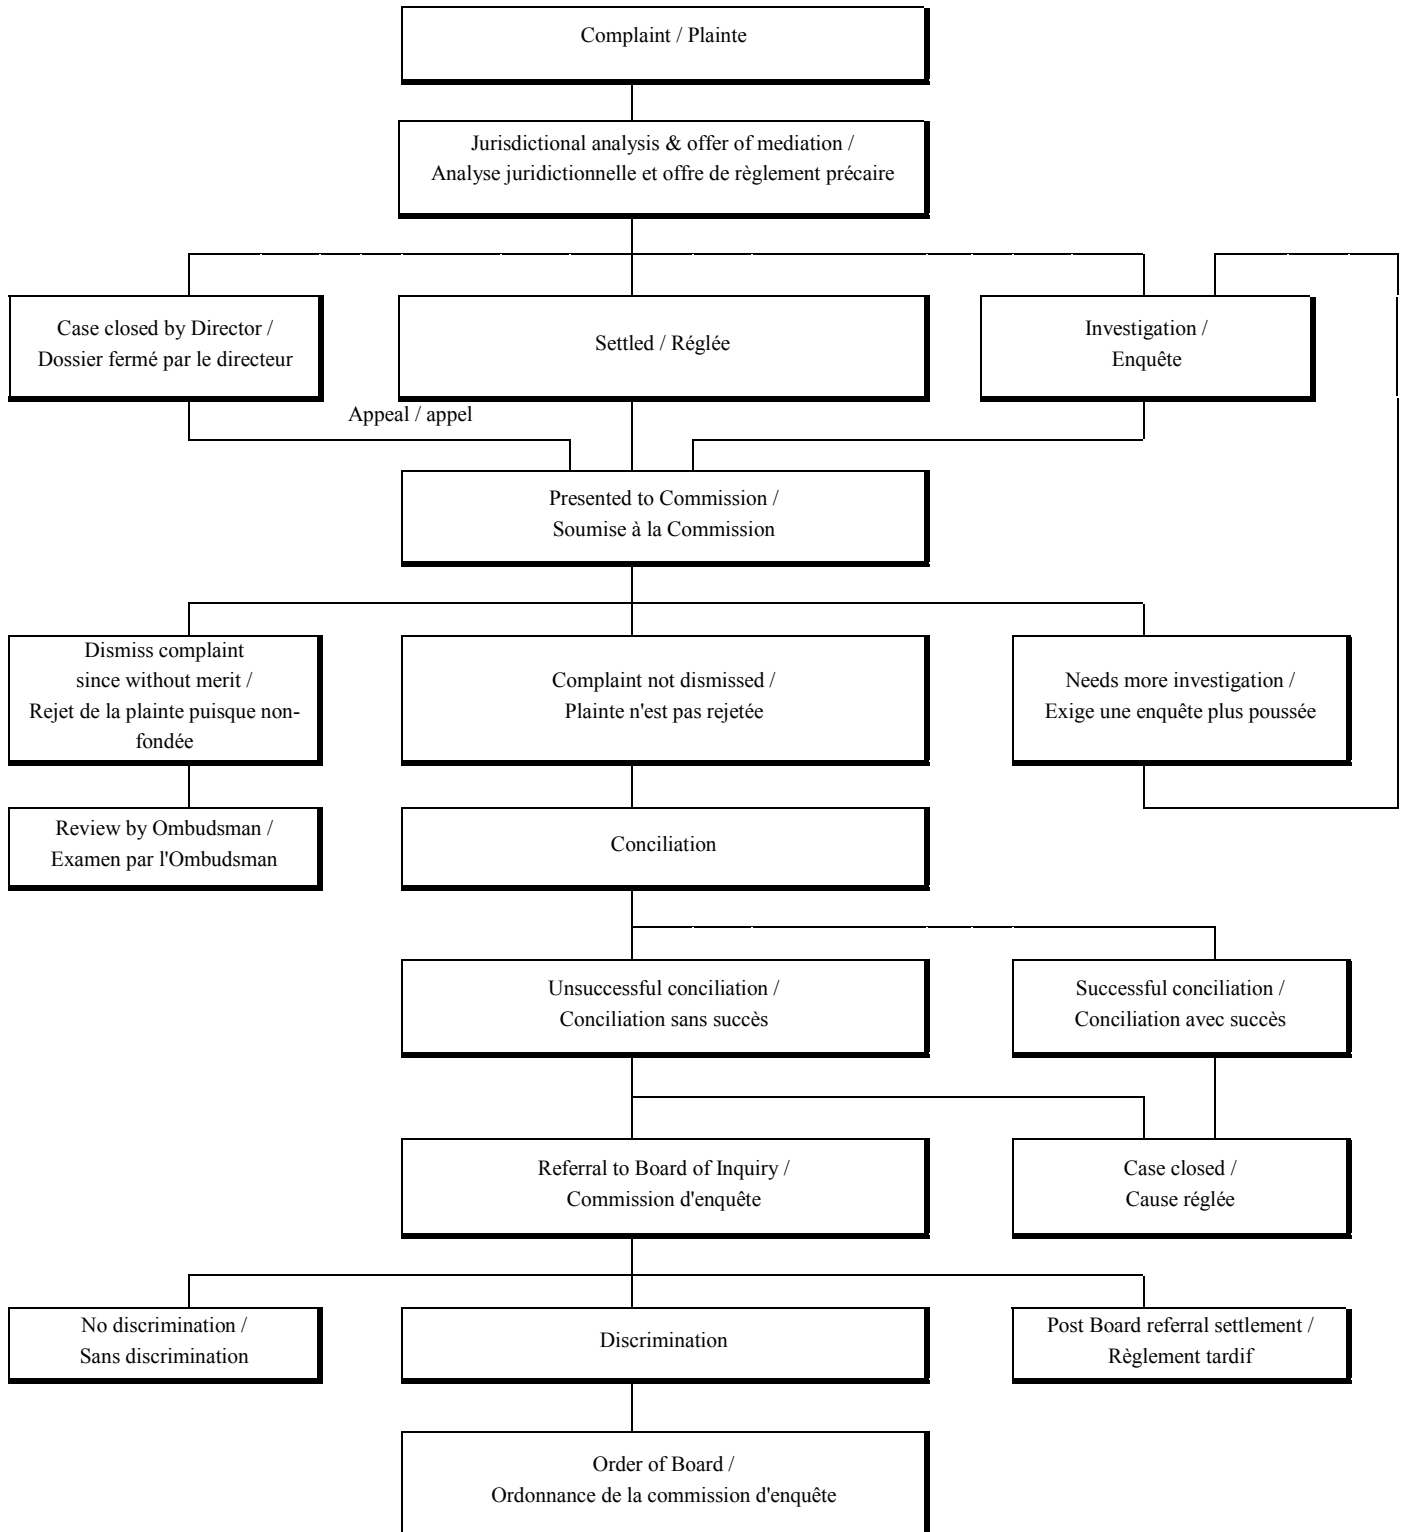 Complaint / Plainte
Jurisdictional analysis & offer of mediation /
Analyse juridictionnelle et offre de règlement précaire
Case closed by Director /
Dossier fermé par le directeur
Settled / Réglée
Investigation /
Enquête
Appeal / appel
Presented to Commission /
Soumise à la Commission
Dismiss complaint
since without merit /
Rejet de la plainte puisque non-
fondée
Complaint not dismissed /
Plainte n'est pas rejetée
Needs more investigation /
Exige une enquête plus poussée
Review by Ombudsman /
Examen par l'Ombudsman
Conciliation
Unsuccessful conciliation /
Conciliation sans succès
Successful conciliation /
Conciliation avec succès
Referral to Board of Inquiry /
Commission d'enquête
Case closed /
Cause réglée
No discrimination /
Sans discrimination
Discrimination
Post Board referral settlement /
Règlement tardif
Order of Board /
Ordonnance de la commission d'enquête